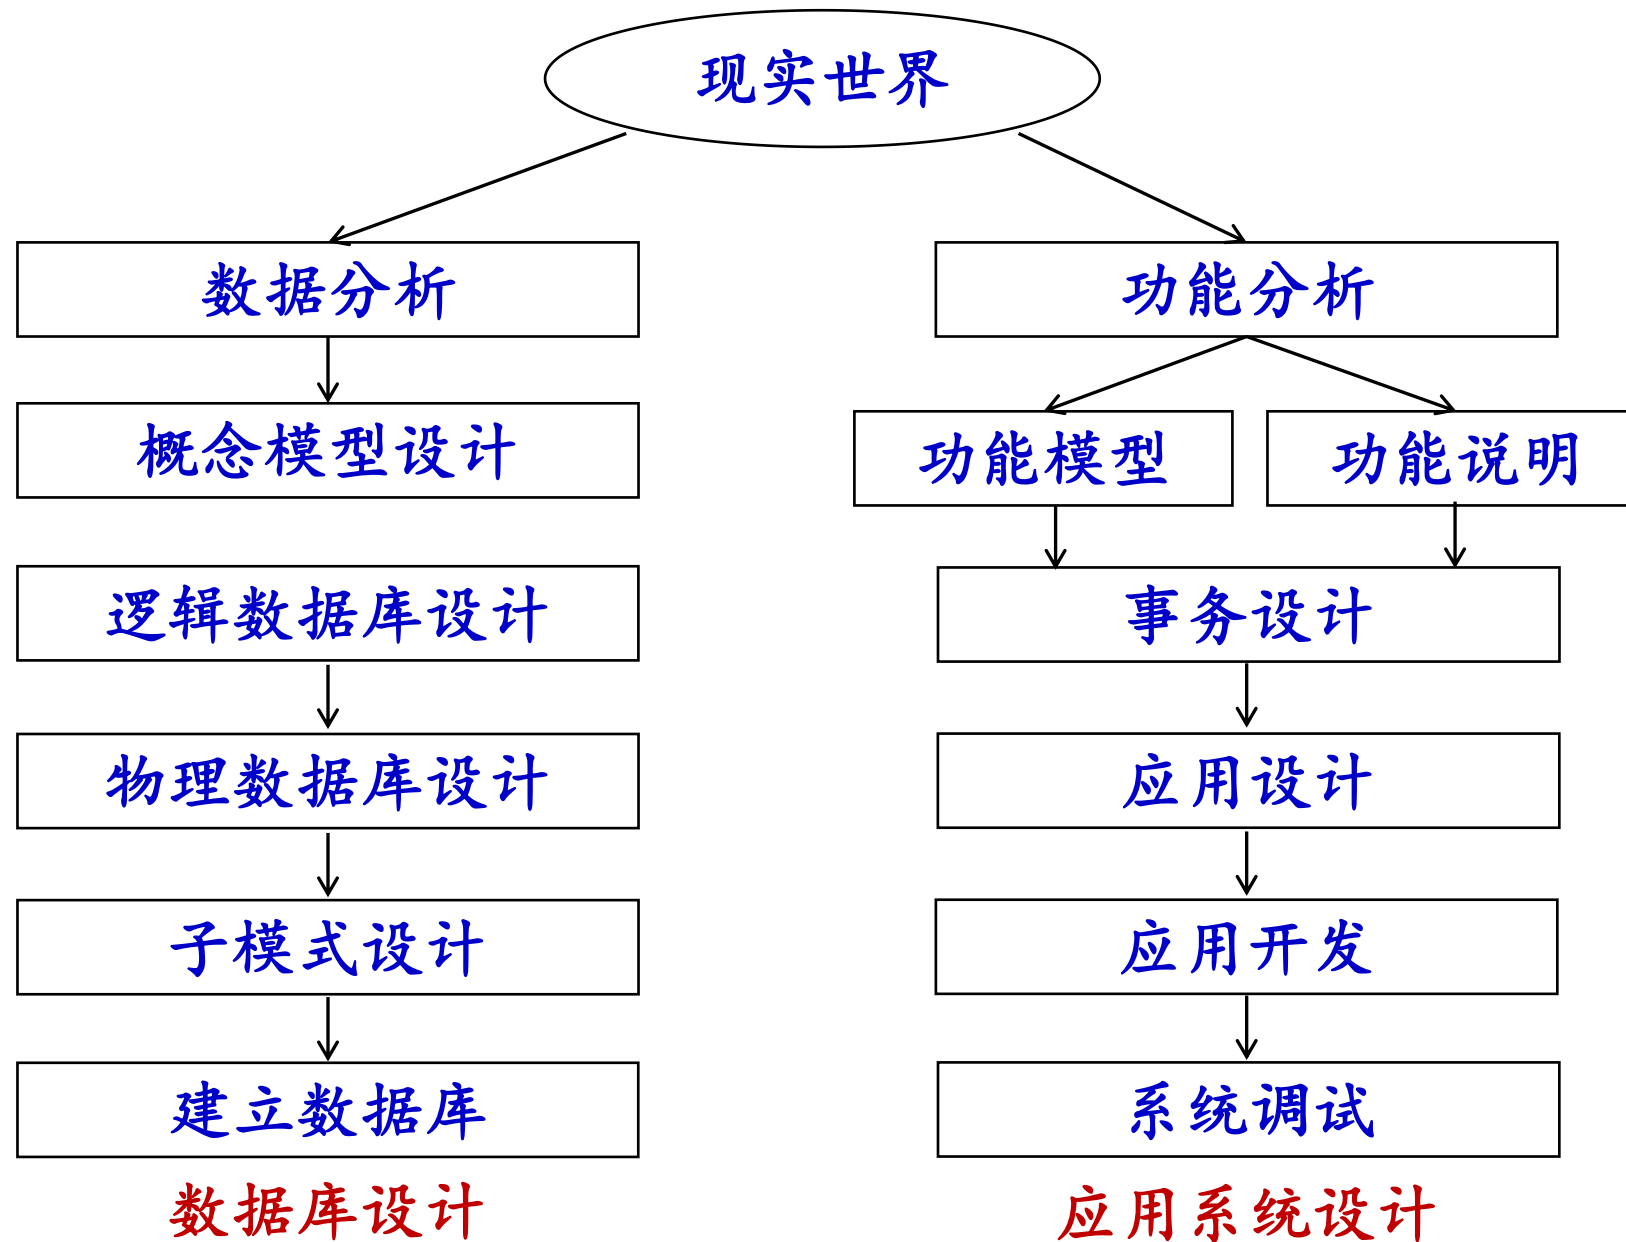 现实世界
数据分析
功能分析
概念模型设计
功能模型
功能说明
逻辑数据库设计
事务设计
物理数据库设计
应用设计
子模式设计
应用开发
建立数据库
系统调试
数据库设计
应用系统设计